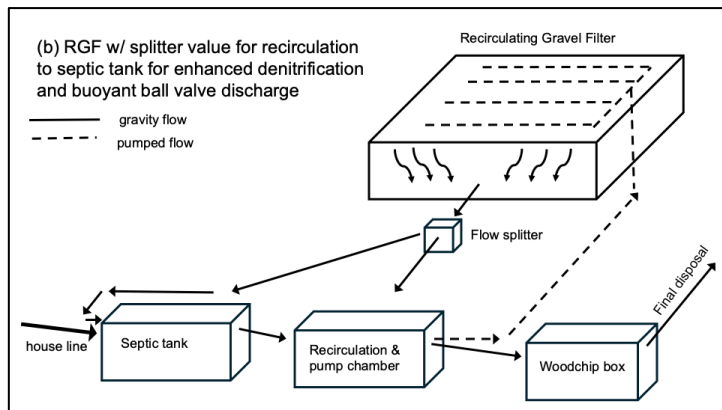 (b) RGF w/ splitter value for recirculation
to septic tank for enhanced denitrification
and buoyant ball valve discharge
gravity flow
pumped flow
Recirculating Gravel Filter
Flow splitter
house line
Septic tank
Recirculation &
pump chamber
Woodchip box
Final disposal